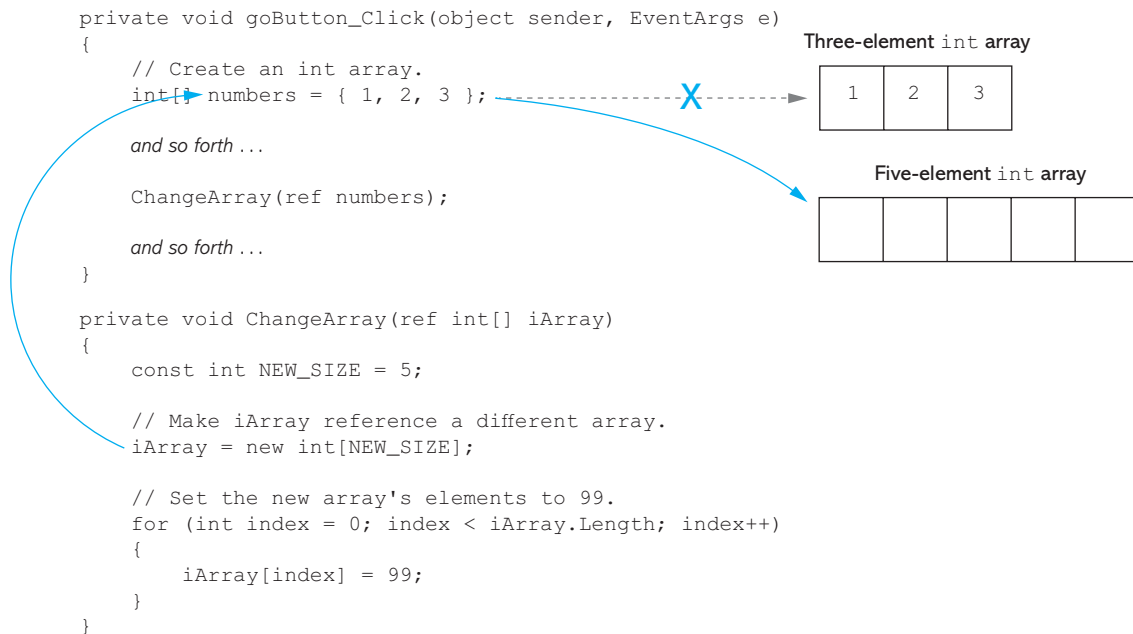 private void goButton_Click(object sender, EventArgs e)
{
    // Create an int array.
    int[] numbers = { 1, 2, 3 };
    and so forth ...
    ChangeArray(ref numbers);
    and so forth ...
}
private void ChangeArray(ref int[] iArray)
{
    const int NEW_SIZE = 5;
    // Make iArray reference a different array.
    iArray = new int[NEW_SIZE];
    // Set the new array's elements to 99.
    for (int index = 0; index < iArray.Length; index++)
    {
        iArray[index] = 99;
    }
}
X
Three-element int array
1 2 3
Five-element int array